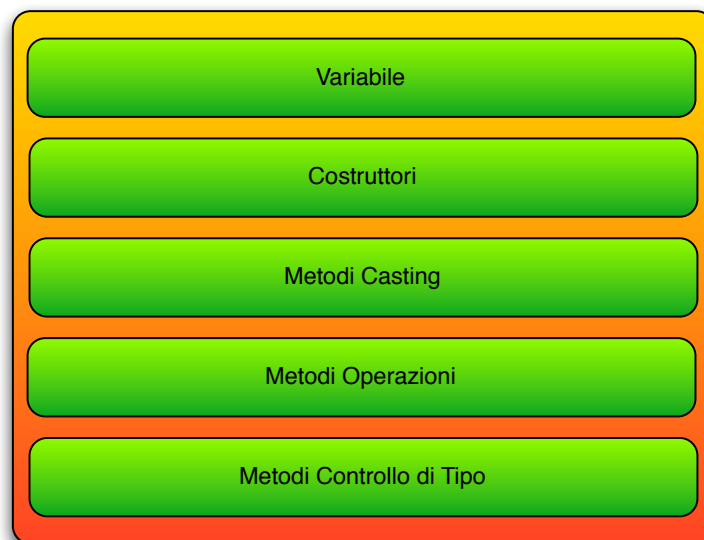 Variabile
Costruttori
Metodi Casting
Metodi Operazioni
Metodi Controllo di Tipo